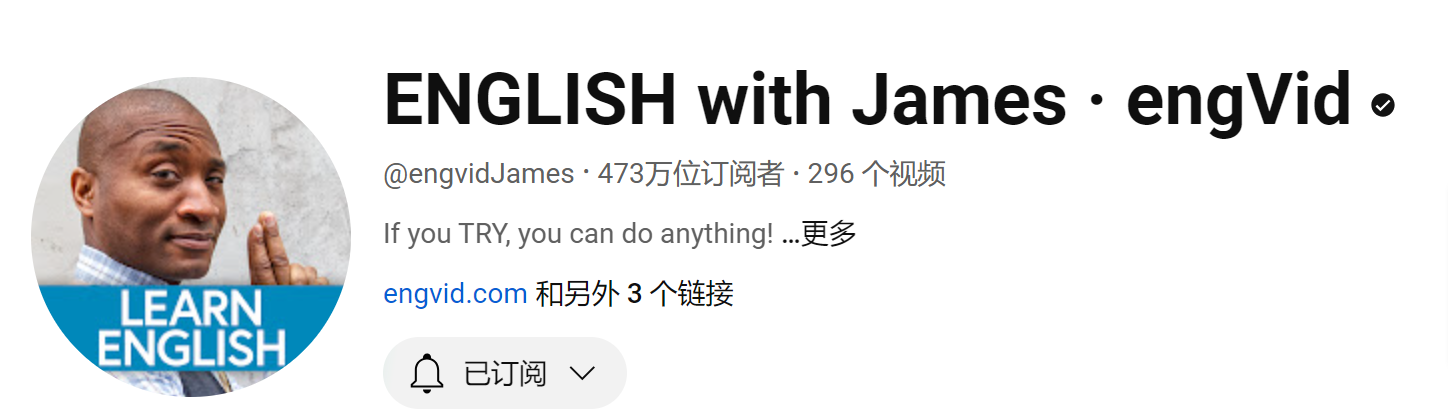 ENGLISH with James · engVid
@engvidJames · 473万位订阅者 · 296 个视频
If you TRY, you can do anything! ...更多
engvid.com 和另外 3 个链接
已订阅
LEARN
ENGLISH